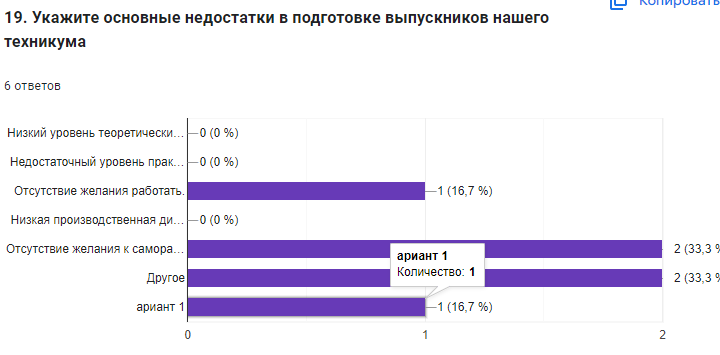 Копировать
19. Укажите основные недостатки в подготовке выпускников нашего
техникума
6 ответов
Низкий уровень теоретически... 0 (0 %)
Недостаточный уровень прак... 0 (0 %)
Отсутствие желания работать. 1 (16,7 %)
Низкая производственная ди... 0 (0 %)
Отсутствие желания к самора... 2 (33,3 %
ариант 1
Количество: 1
Другое 2 (33,3 %
ариант 1 1 (16,7 %)
0 1 2